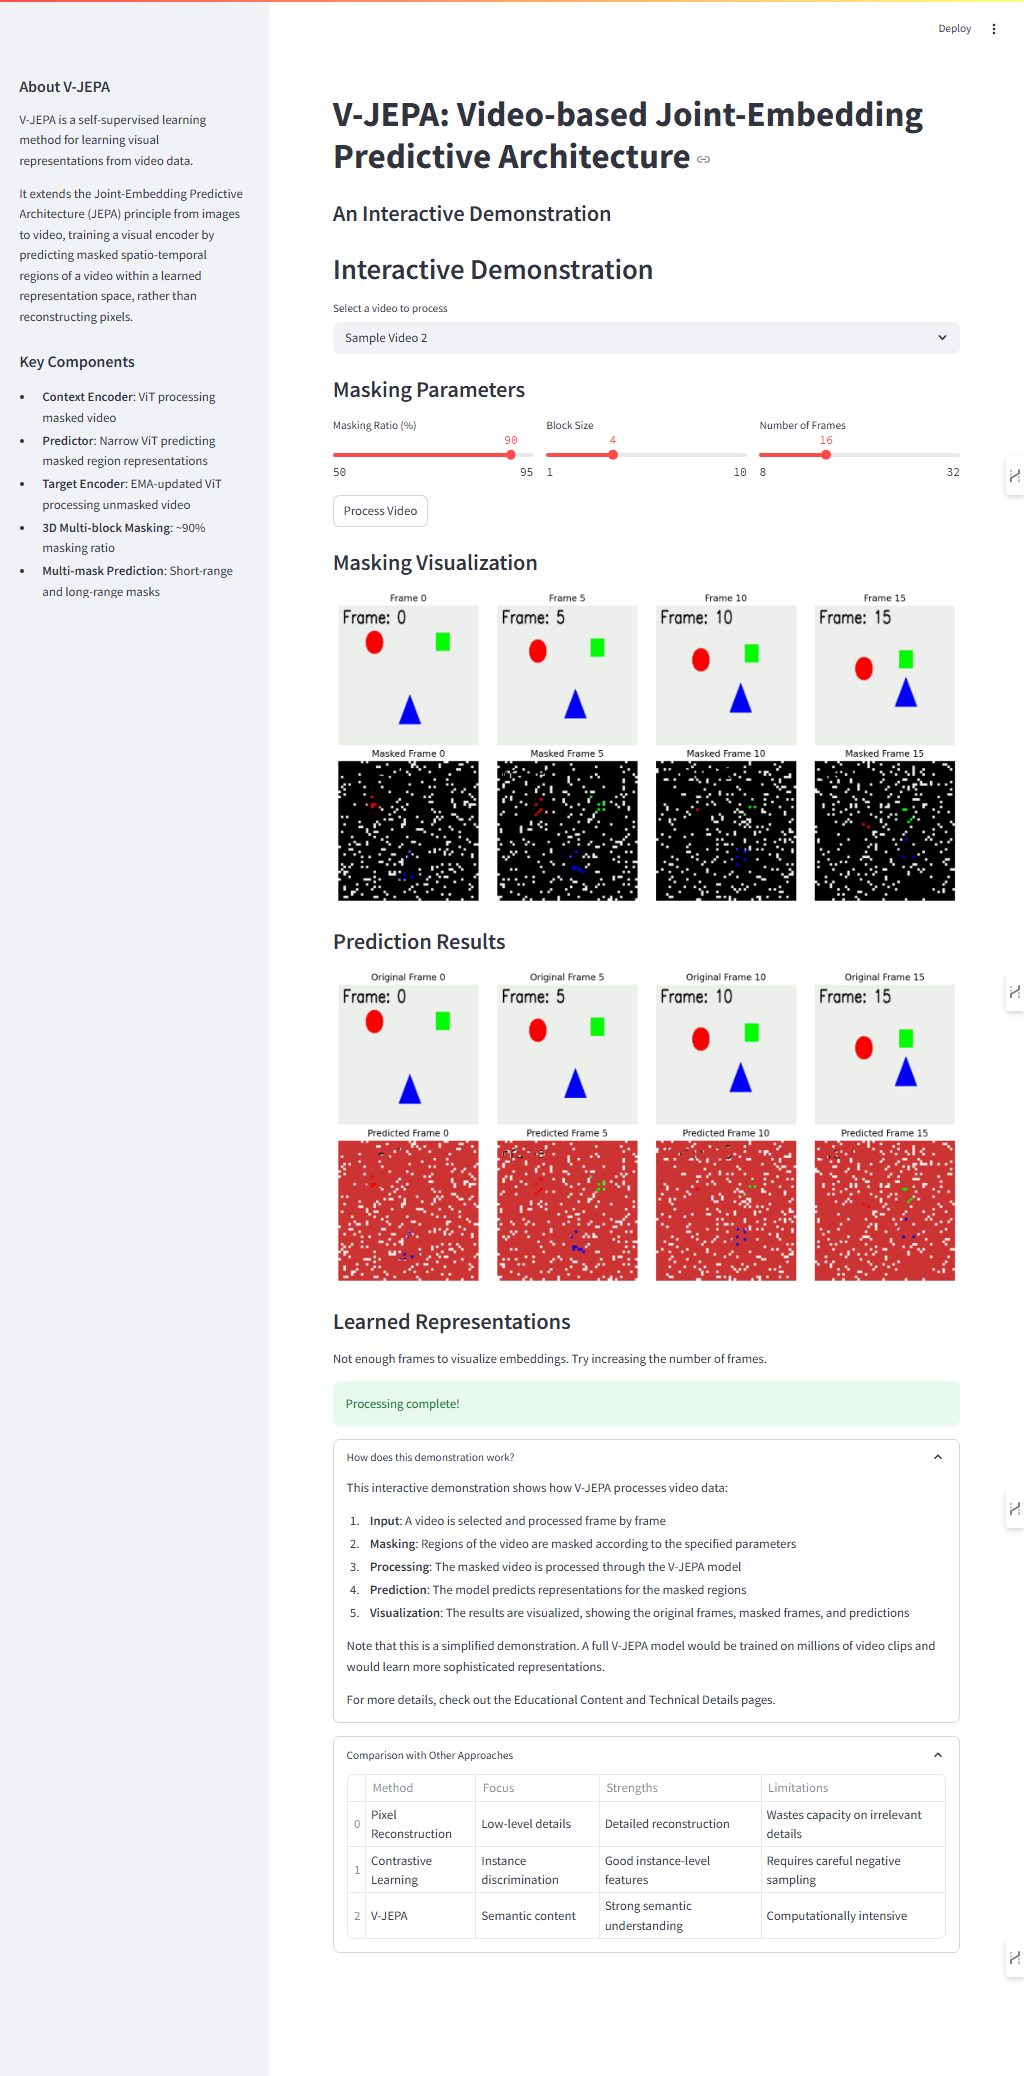 Deploy
About V-JEPA
V-JEPA is a self-supervised learning
method for learning visual
representations from video data.
It extends the Joint-Embedding Predictive
Architecture (JEPA) principle from images
to video, training a visual encoder by
predicting masked spatio-temporal
regions of a video within a learned
representation space, rather than
reconstructing pixels.
Key Components
• Context Encoder: ViT processing
masked video
• Predictor: Narrow ViT predicting
masked region representations
• Target Encoder: EMA-updated ViT
processing unmasked video
• 3D Multi-block Masking: ~90%
masking ratio
• Multi-mask Prediction: Short-range
and long-range masks
V-JEPA: Video-based Joint-Embedding
Predictive Architecture
An Interactive Demonstration
Interactive Demonstration
Select a video to process
Sample Video 2
Masking Parameters
Masking Ratio (%)
90
50 95
Block Size
4
1 10
Number of Frames
16
8 32
Process Video
Masking Visualization
Frame 0 Frame 5 Frame 10 Frame 15
Frame: 0 Frame: 5 Frame: 10 Frame: 15
Masked Frame 0 Masked Frame 5 Masked Frame 10 Masked Frame 15
Prediction Results
Original Frame 0 Original Frame 5 Original Frame 10 Original Frame 15
Frame: 0 Frame: 5 Frame: 10 Frame: 15
Predicted Frame 0 Predicted Frame 5 Predicted Frame 10 Predicted Frame 15
Learned Representations
Not enough frames to visualize embeddings. Try increasing the number of frames.
Processing complete!
How does this demonstration work?
This interactive demonstration shows how V-JEPA processes video data:
1. Input: A video is selected and processed frame by frame
2. Masking: Regions of the video are masked according to the specified parameters
3. Processing: The masked video is processed through the V-JEPA model
4. Prediction: The model predicts representations for the masked regions
5. Visualization: The results are visualized, showing the original frames, masked frames, and predictions
Note that this is a simplified demonstration. A full V-JEPA model would be trained on millions of video clips and
would learn more sophisticated representations.
For more details, check out the Educational Content and Technical Details pages.
Comparison with Other Approaches
Method Focus Strengths Limitations
0 Pixel Reconstruction Low-level details Detailed reconstruction Wastes capacity on irrelevant details
1 Contrastive Learning Instance discrimination Good instance-level features Requires careful negative sampling
2 V-JEPA Semantic content Strong semantic understanding Computationally intensive